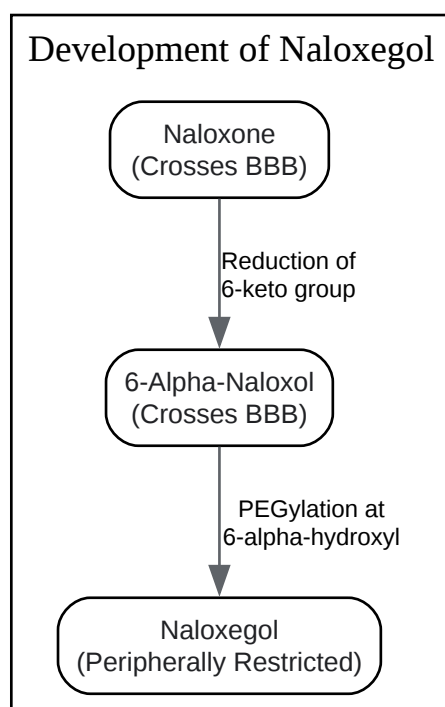 Development of Naloxegol
Naloxone
(Crosses BBB)
Reduction of
6-keto group
6-Alpha-Naloxol
(Crosses BBB)
PEGylation at
6-alpha-hydroxyl
Naloxegol
(Peripherally Restricted)